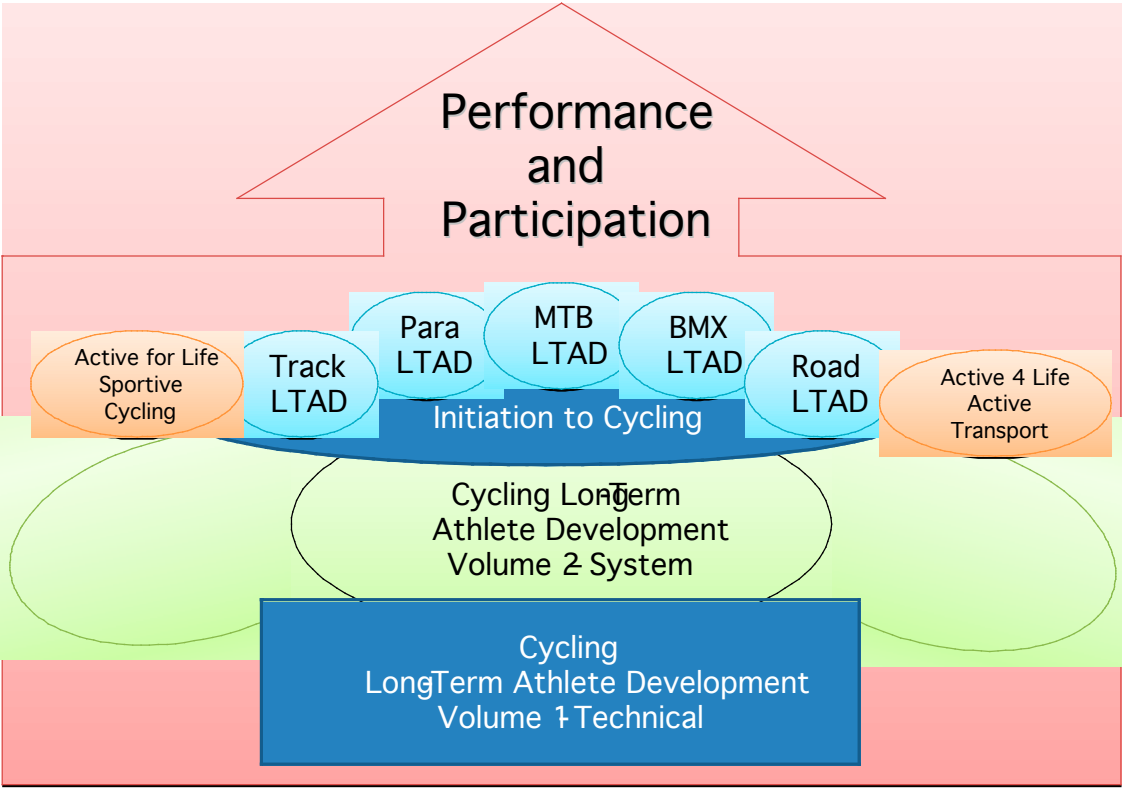 Performance
and
Participation
Active for Life
Sportive
Cycling
Track
LTAD
Para
LTAD
MTB
LTAD
BMX
LTAD
Road
LTAD
Active 4 Life
Active
Transport
Initiation to Cycling
Cycling Long-Term
Athlete Development
Volume 2- System
Cycling
Long-Term Athlete Development
Volume 1- Technical